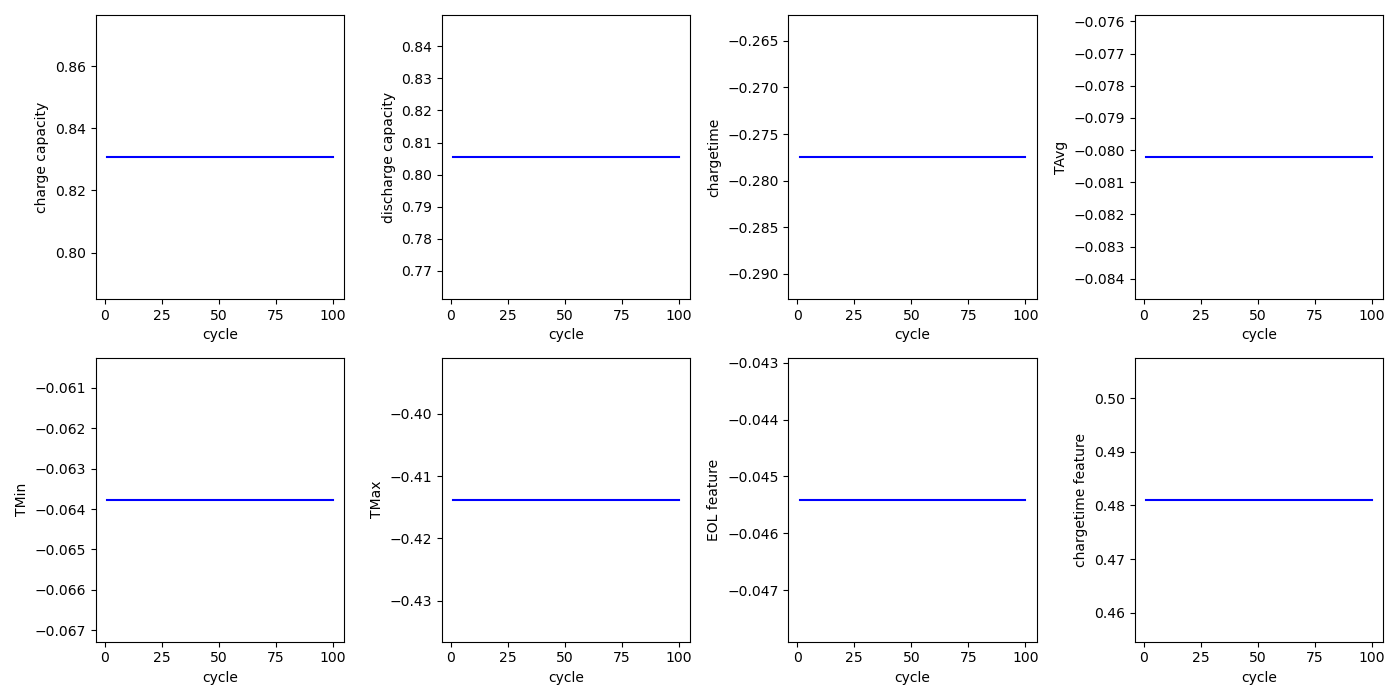 0.86
0.84
0.82
0.80
charge capacity
0 25 50 75 100
cycle
0.84
0.83
0.82
0.81
0.80
0.79
0.78
0.77
discharge capacity
0 25 50 75 100
cycle
−0.265
−0.270
−0.275
−0.280
−0.285
−0.290
chargetime
0 25 50 75 100
cycle
−0.076
−0.077
−0.078
−0.079
−0.080
−0.081
−0.082
−0.083
−0.084
TAvg
0 25 50 75 100
cycle
−0.061
−0.062
−0.063
−0.064
−0.065
−0.066
−0.067
TMin
0 25 50 75 100
cycle
−0.40
−0.41
−0.42
−0.43
TMax
0 25 50 75 100
cycle
−0.043
−0.044
−0.045
−0.046
−0.047
EOL feature
0 25 50 75 100
cycle
0.50
0.49
0.48
0.47
0.46
chargetime feature
0 25 50 75 100
cycle